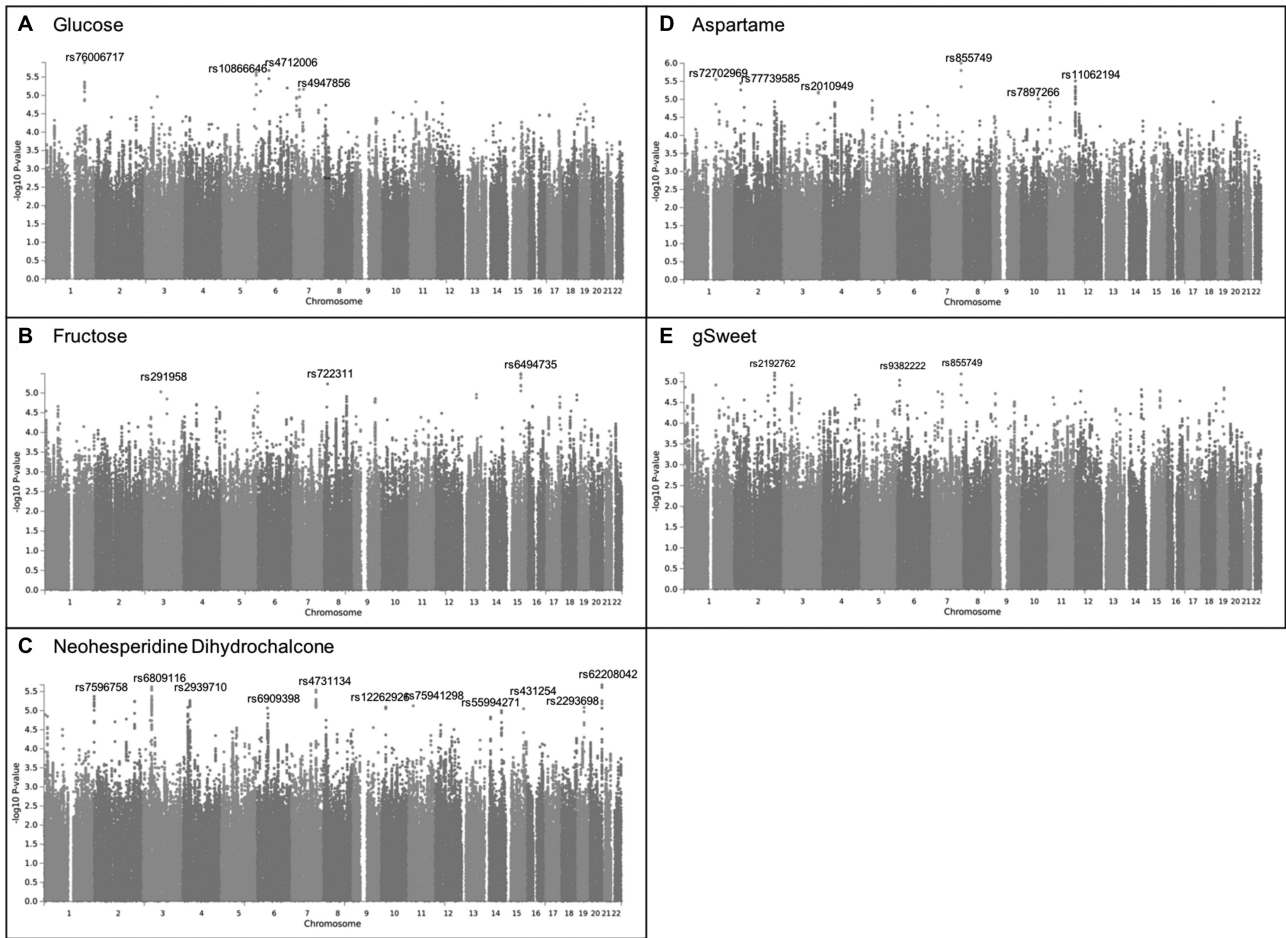 A Glucose
rs76006717
rs10866646
rs4712006
rs4947856
-log10 P-value
5.5
5.0
4.5
4.0
3.5
3.0
2.5
2.0
1.5
1.0
0.5
0.0
1 2 3 4 5 6 7 8 9 10 11 12 13 14 15 16 17 18 19 20 21 22
Chromosome
D Aspartame
rs72702969
rs77739585
rs2010949
rs855749
rs7897266
rs11062194
-log10 P-value
6.0
5.5
5.0
4.5
4.0
3.5
3.0
2.5
2.0
1.5
1.0
0.5
0.0
1 2 3 4 5 6 7 8 9 10 11 12 13 14 15 16 17 18 19 20 21 22
Chromosome
B Fructose
rs291958
rs722311
rs6494735
-log10 P-value
5.0
4.5
4.0
3.5
3.0
2.5
2.0
1.5
1.0
0.5
0.0
1 2 3 4 5 6 7 8 9 10 11 12 13 14 15 16 17 18 19 20 21 22
Chromosome
E gSweet
rs2192762
rs9382222
rs855749
-log10 P-value
5.0
4.5
4.0
3.5
3.0
2.5
2.0
1.5
1.0
0.5
0.0
1 2 3 4 5 6 7 8 9 10 11 12 13 14 15 16 17 18 19 20 21 22
Chromosome
C Neohesperidine Dihydrochalcone
rs7596758
rs6809116
rs2939710
rs6909398
rs4731134
rs12262926
rs75941298
rs55994271
rs431254
rs2293698
rs62208042
-log10 P-value
5.5
5.0
4.5
4.0
3.5
3.0
2.5
2.0
1.5
1.0
0.5
0.0
1 2 3 4 5 6 7 8 9 10 11 12 13 14 15 16 17 18 19 20 21 22
Chromosome